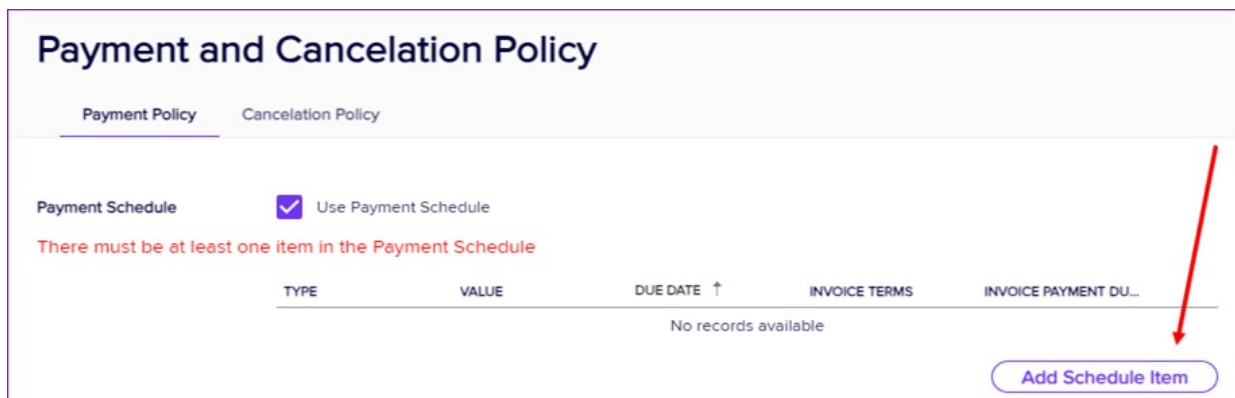 Payment and Cancelation Policy
Payment Policy Cancelation Policy
Payment Schedule Use Payment Schedule
There must be at least one item in the Payment Schedule
TYPE VALUE DUE DATE ↑ INVOICE TERMS INVOICE PAYMENT DU...
No records available
Add Schedule Item